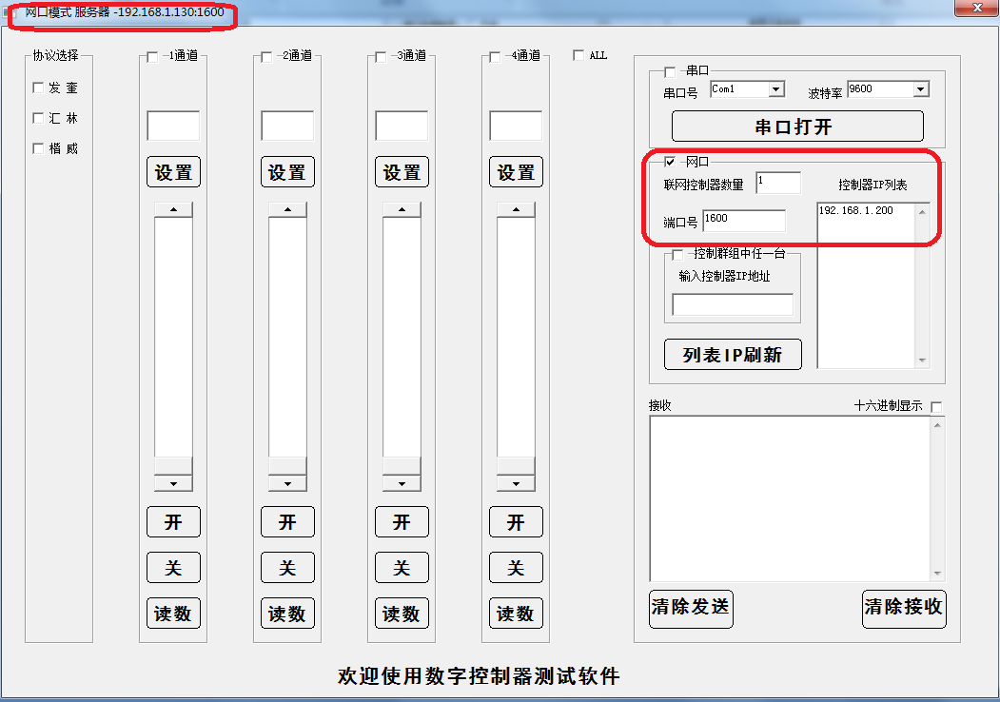 网口模式 服务器 -192.168.1.130:1600
协议选择
发 奎
汇 林
楷 威
1通道
设置
开
关
读数
2通道
设置
开
关
读数
3通道
设置
开
关
读数
4通道
设置
开
关
读数
ALL
串口
串口号 Com1 波特率 9600
串口打开
网口
联网控制器数量 1
端口号 1600
控制器IP列表
192.168.1.200
控制群组中任一台
输入控制器IP地址
列表IP刷新
接收 十六进制显示
清除发送 清除接收
欢迎使用数字控制器测试软件